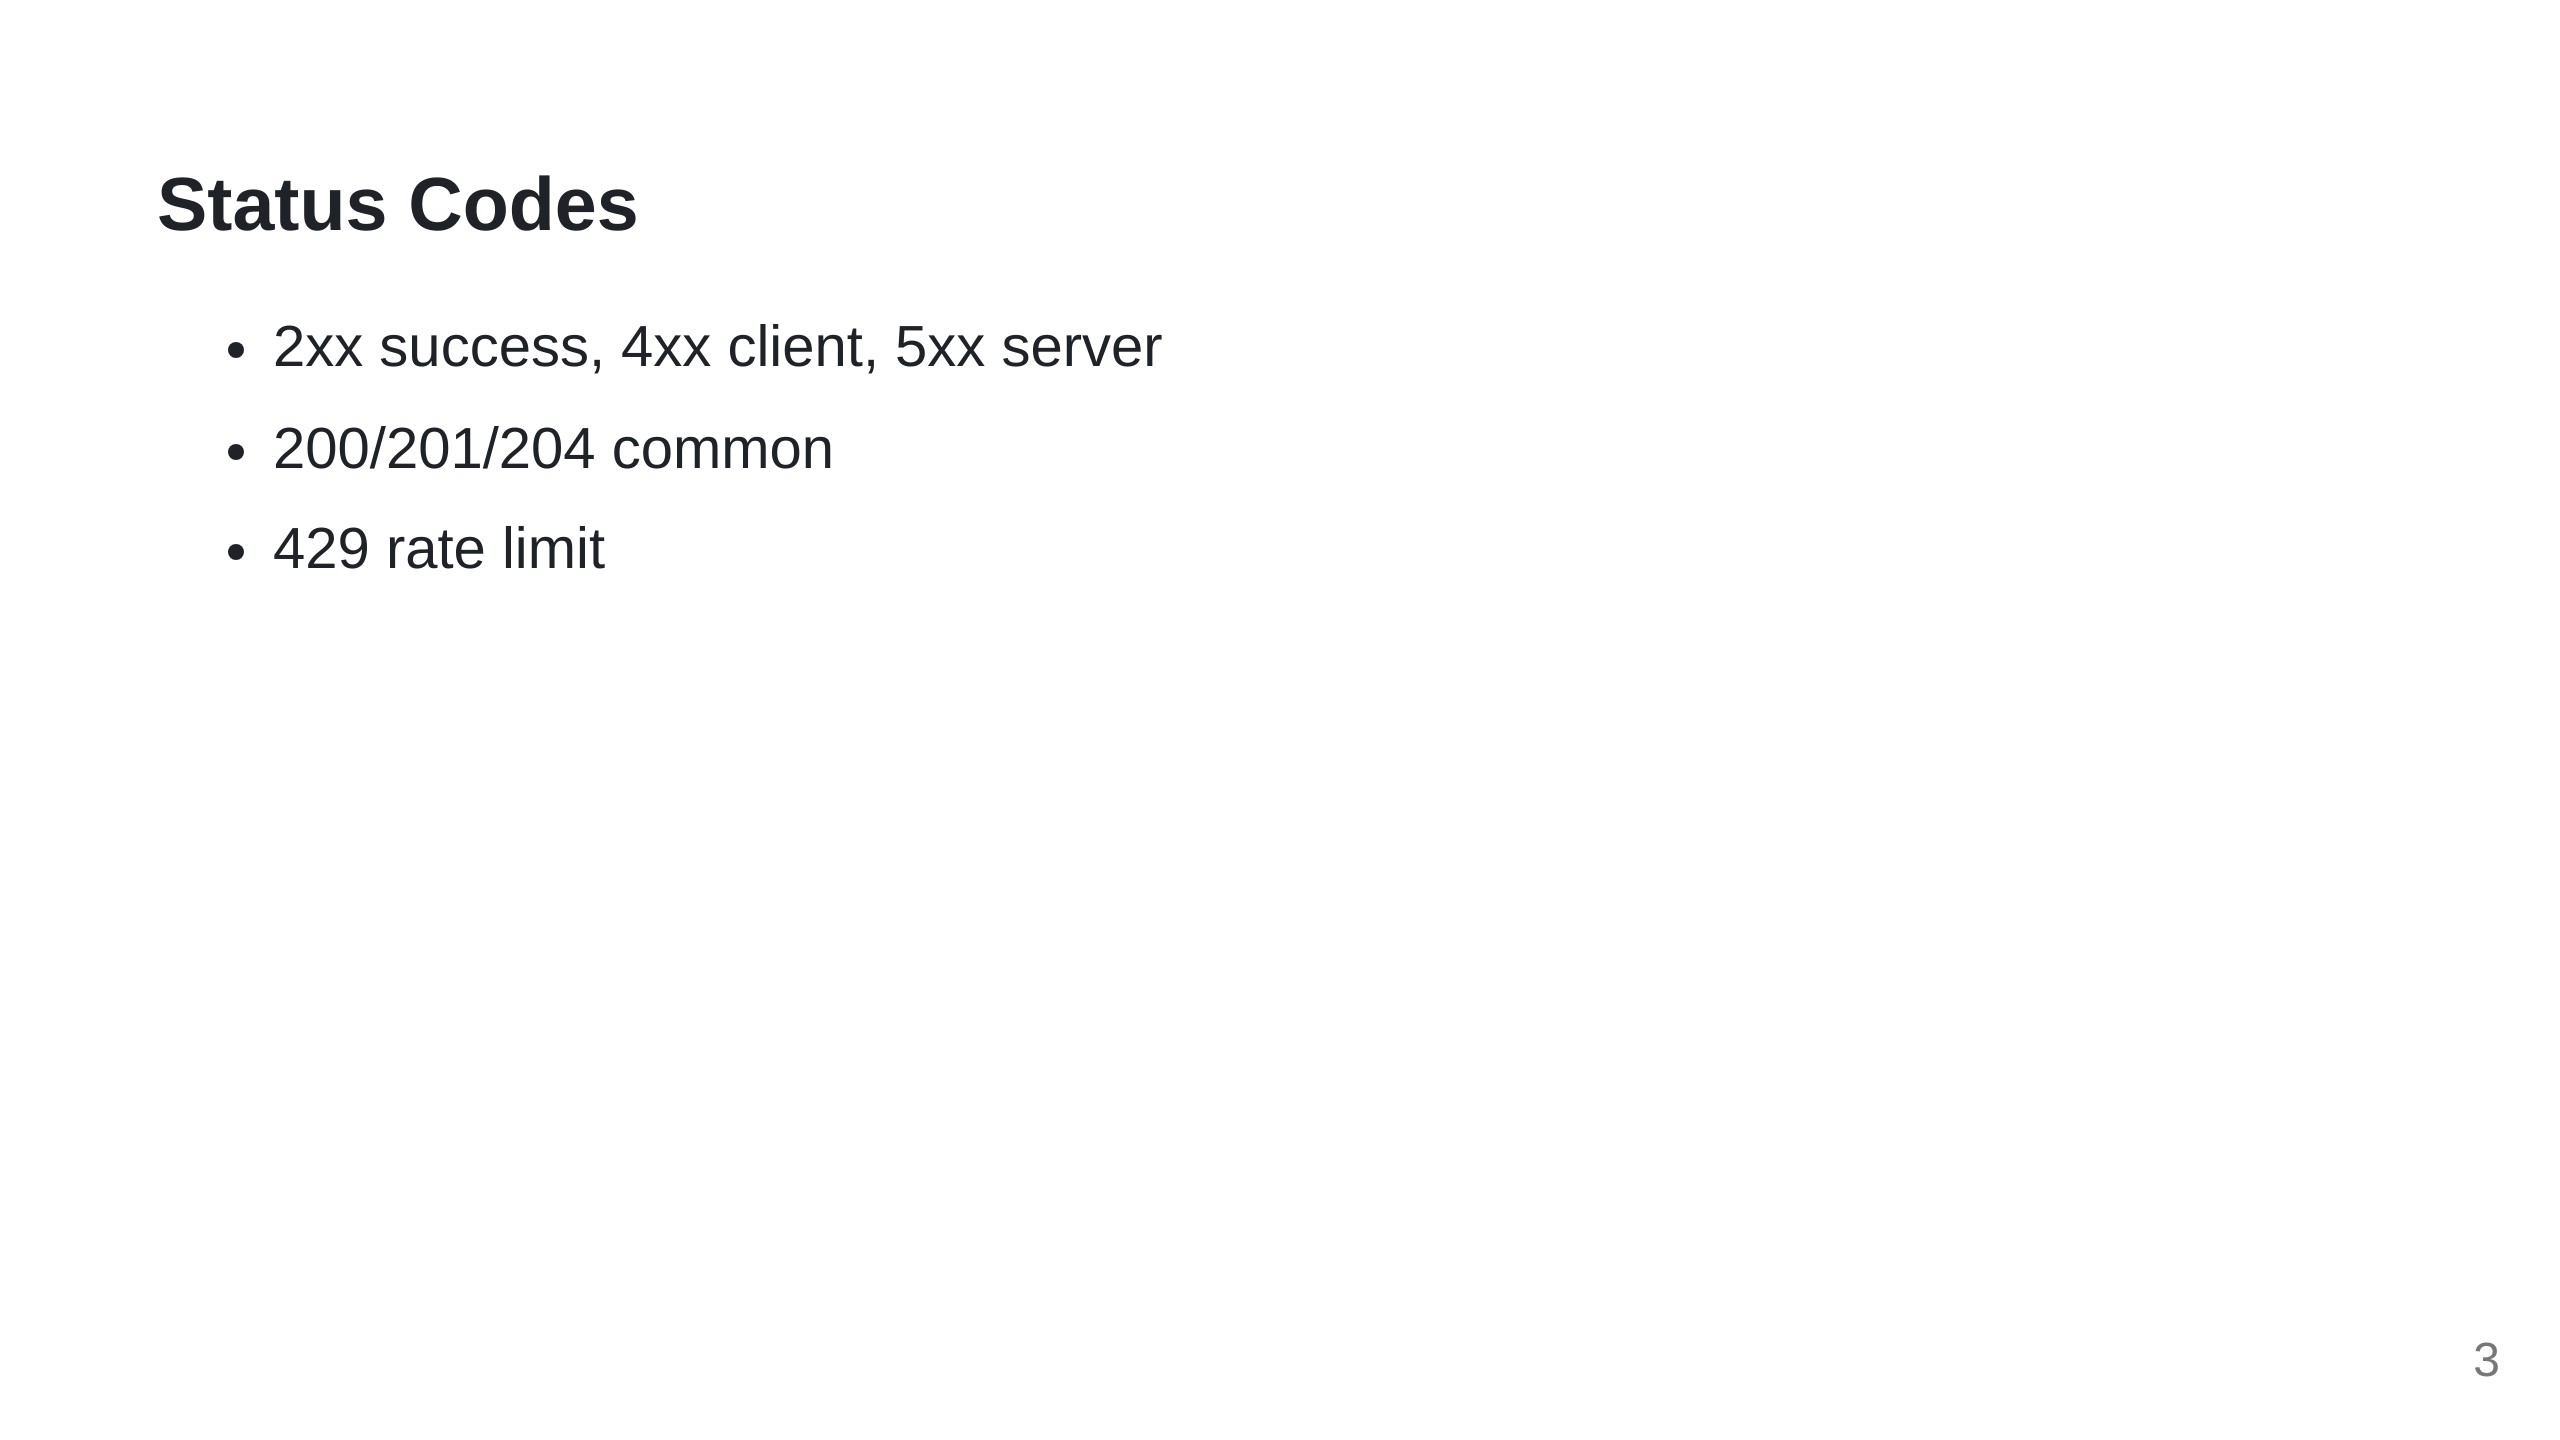 Status Codes
• 2xx success, 4xx client, 5xx server
• 200/201/204 common
• 429 rate limit
3